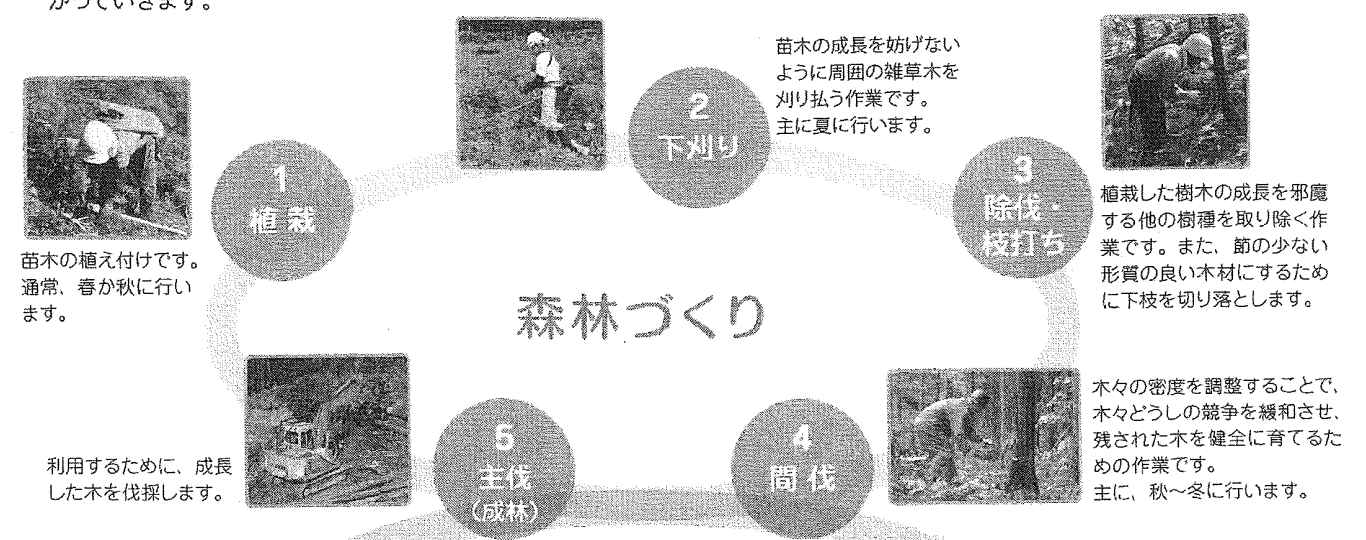 かっていきます。
1
植栽
苗木の植え付けです。
通常、春か秋に行い
ます。
2
下刈り
苗木の成長を妨げない
ように周囲の雑草木を
刈り払う作業です。
主に夏に行います。
3
除伐・
枝打ち
植栽した樹木の成長を邪魔
する他の樹種を取り除く作
業です。また、節の少ない
形質の良い木材にするため
に下枝を切り落とします。
森林づくり
4
間伐
木々の密度を調整することで、
木々どうしの競争を緩和させ、
残された木を健全に育てるた
めの作業です。
主に、秋〜冬に行います。
5
主伐
(成林)
利用するために、成長
した木を伐採します。